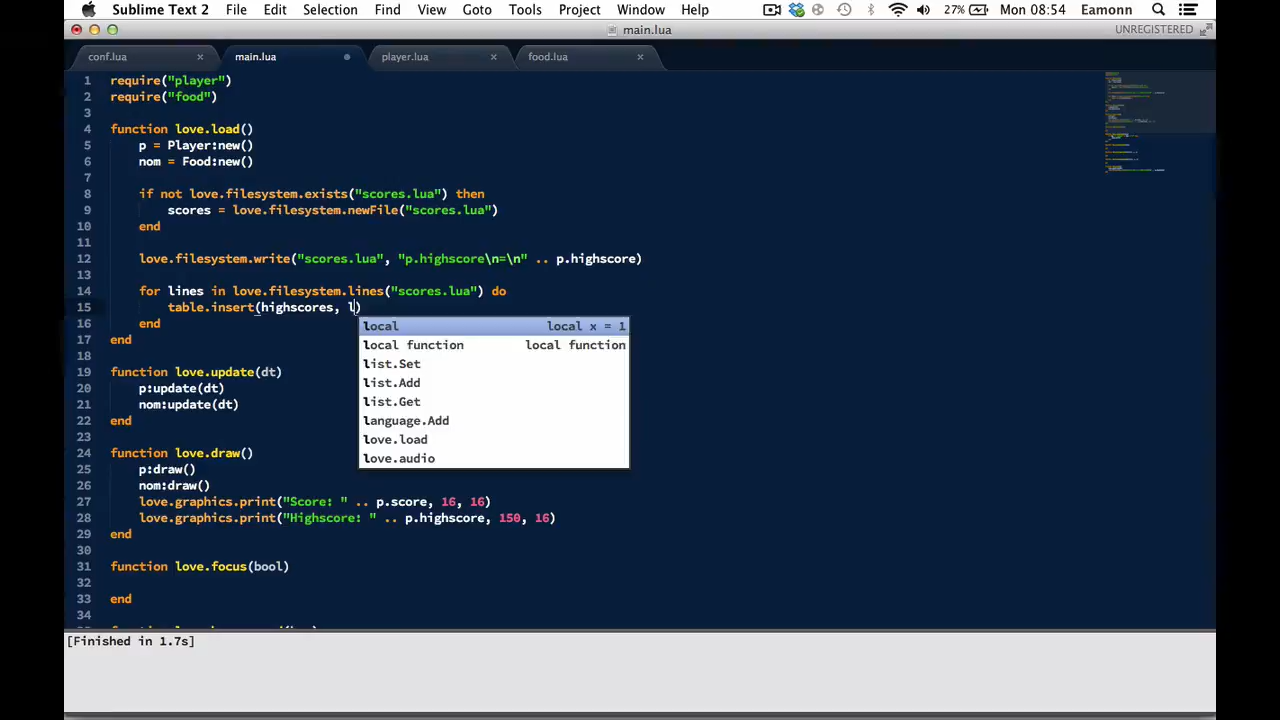 Sublime Text 2 File Edit Selection Find View Goto Tools Project Window Help 27% Mon 08:54 Eamonn
main.lua UNREGISTERED
conf.lua main.lua player.lua food.lua
1 require("player")
2 require("food")
3
4 function love.load()
5 p = Player:new()
6 nom = Food:new()
7
8 if not love.filesystem.exists("scores.lua") then
9 scores = love.filesystem.newFile("scores.lua")
10 end
11
12 love.filesystem.write("scores.lua", "p.highscore\n=\n" .. p.highscore)
13
14 for lines in love.filesystem.lines("scores.lua") do
15 table.insert(highscores, l)
16 end
local local x = 1
17 end
local function local function
18
list.Set
19 function love.update(dt)
20 p:update(dt)
list.Add
21 nom:update(dt)
list.Get
22 end
language.Add
23
love.load
24 function love.draw()
love.audio
25 p:draw()
26 nom:draw()
27 love.graphics.print("Score: " .. p.score, 16, 16)
28 love.graphics.print("Highscore: " .. p.highscore, 150, 16)
29 end
30
31 function love.focus(bool)
32
33 end
34
[Finished in 1.7s]